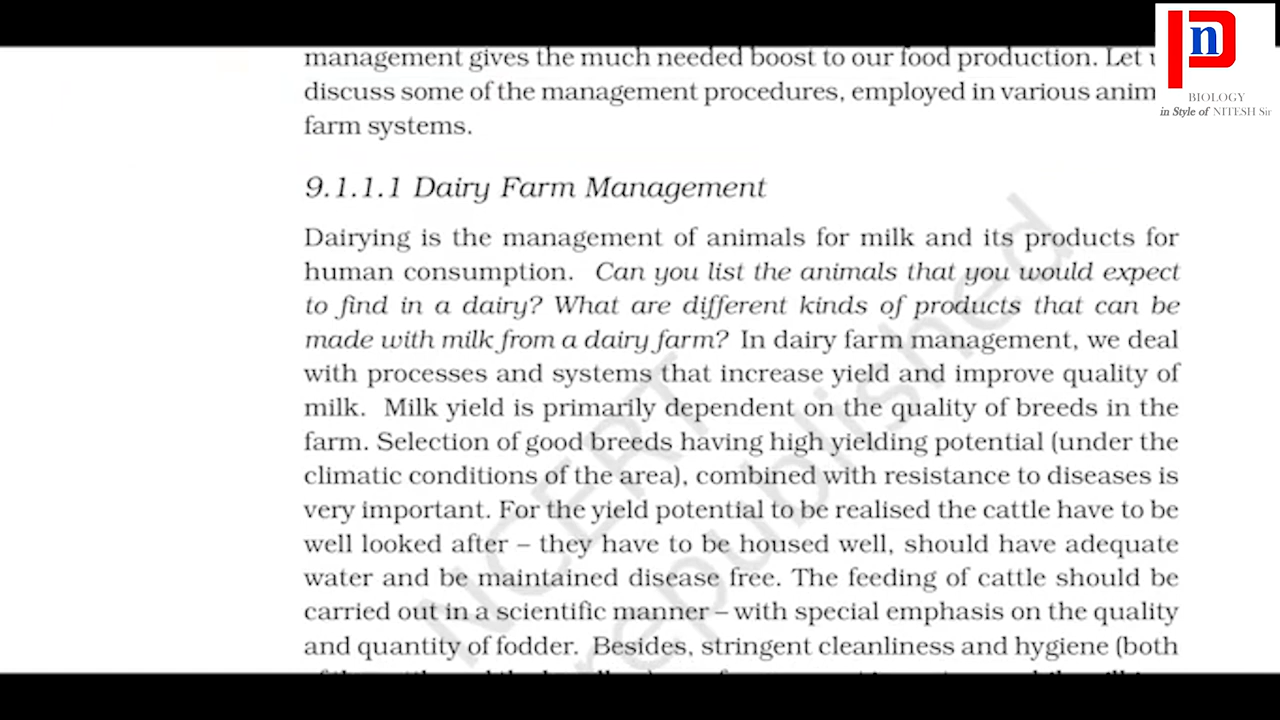 management gives the much needed boost to our food production. Let
discuss some of the management procedures, employed in various
farm systems.
9.1.1.1 Dairy Farm Management
Dairying is the management of animals for milk and its products for
human consumption. Can you list the animals that you would expect
to find in a dairy? What are different kinds of products that can be
made with milk from a dairy farm? In dairy farm management, we deal
with processes and systems that increase yield and improve quality of
milk. Milk yield is primarily dependent on the quality of breeds in the
farm. Selection of good breeds having high yielding potential (under the
climatic conditions of the area), combined with resistance to diseases is
very important. For the yield potential to be realised the cattle have to be
well looked after – they have to be housed well, should have adequate
water and be maintained disease free. The feeding of cattle should be
carried out in a scientific manner – with special emphasis on the quality
and quantity of fodder. Besides, stringent cleanliness and hygiene (both
n
BIOLOGY
in Style of NITESH Sir
NCERT
republished